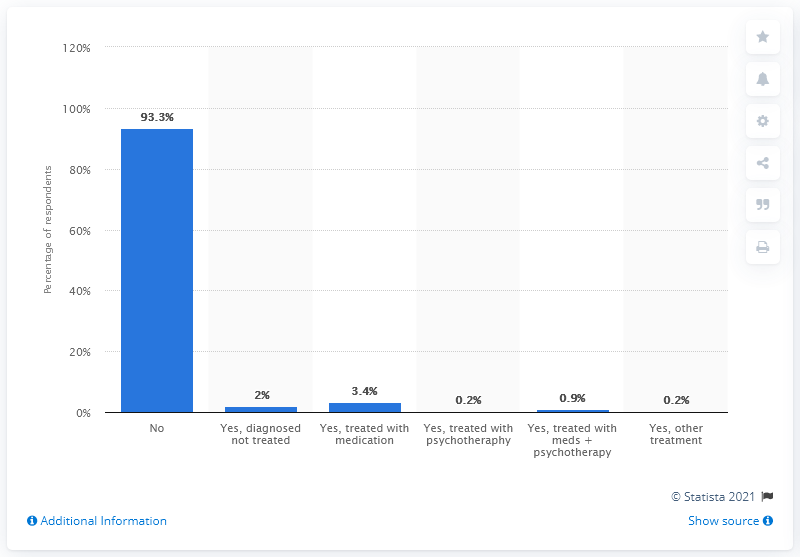 120%
100%
80%
60%
40%
20%
0%
Percentage of respondents
93.3%
2%
3.4%
0.2%
0.9%
0.2%
No
Yes, diagnosed
not treated
Yes, treated with
medication
Yes, treated with
psychotheraphy
Yes, treated with
meds +
psychotherapy
Yes, other
treatment
© Statista 2021
Additional Information
Show source